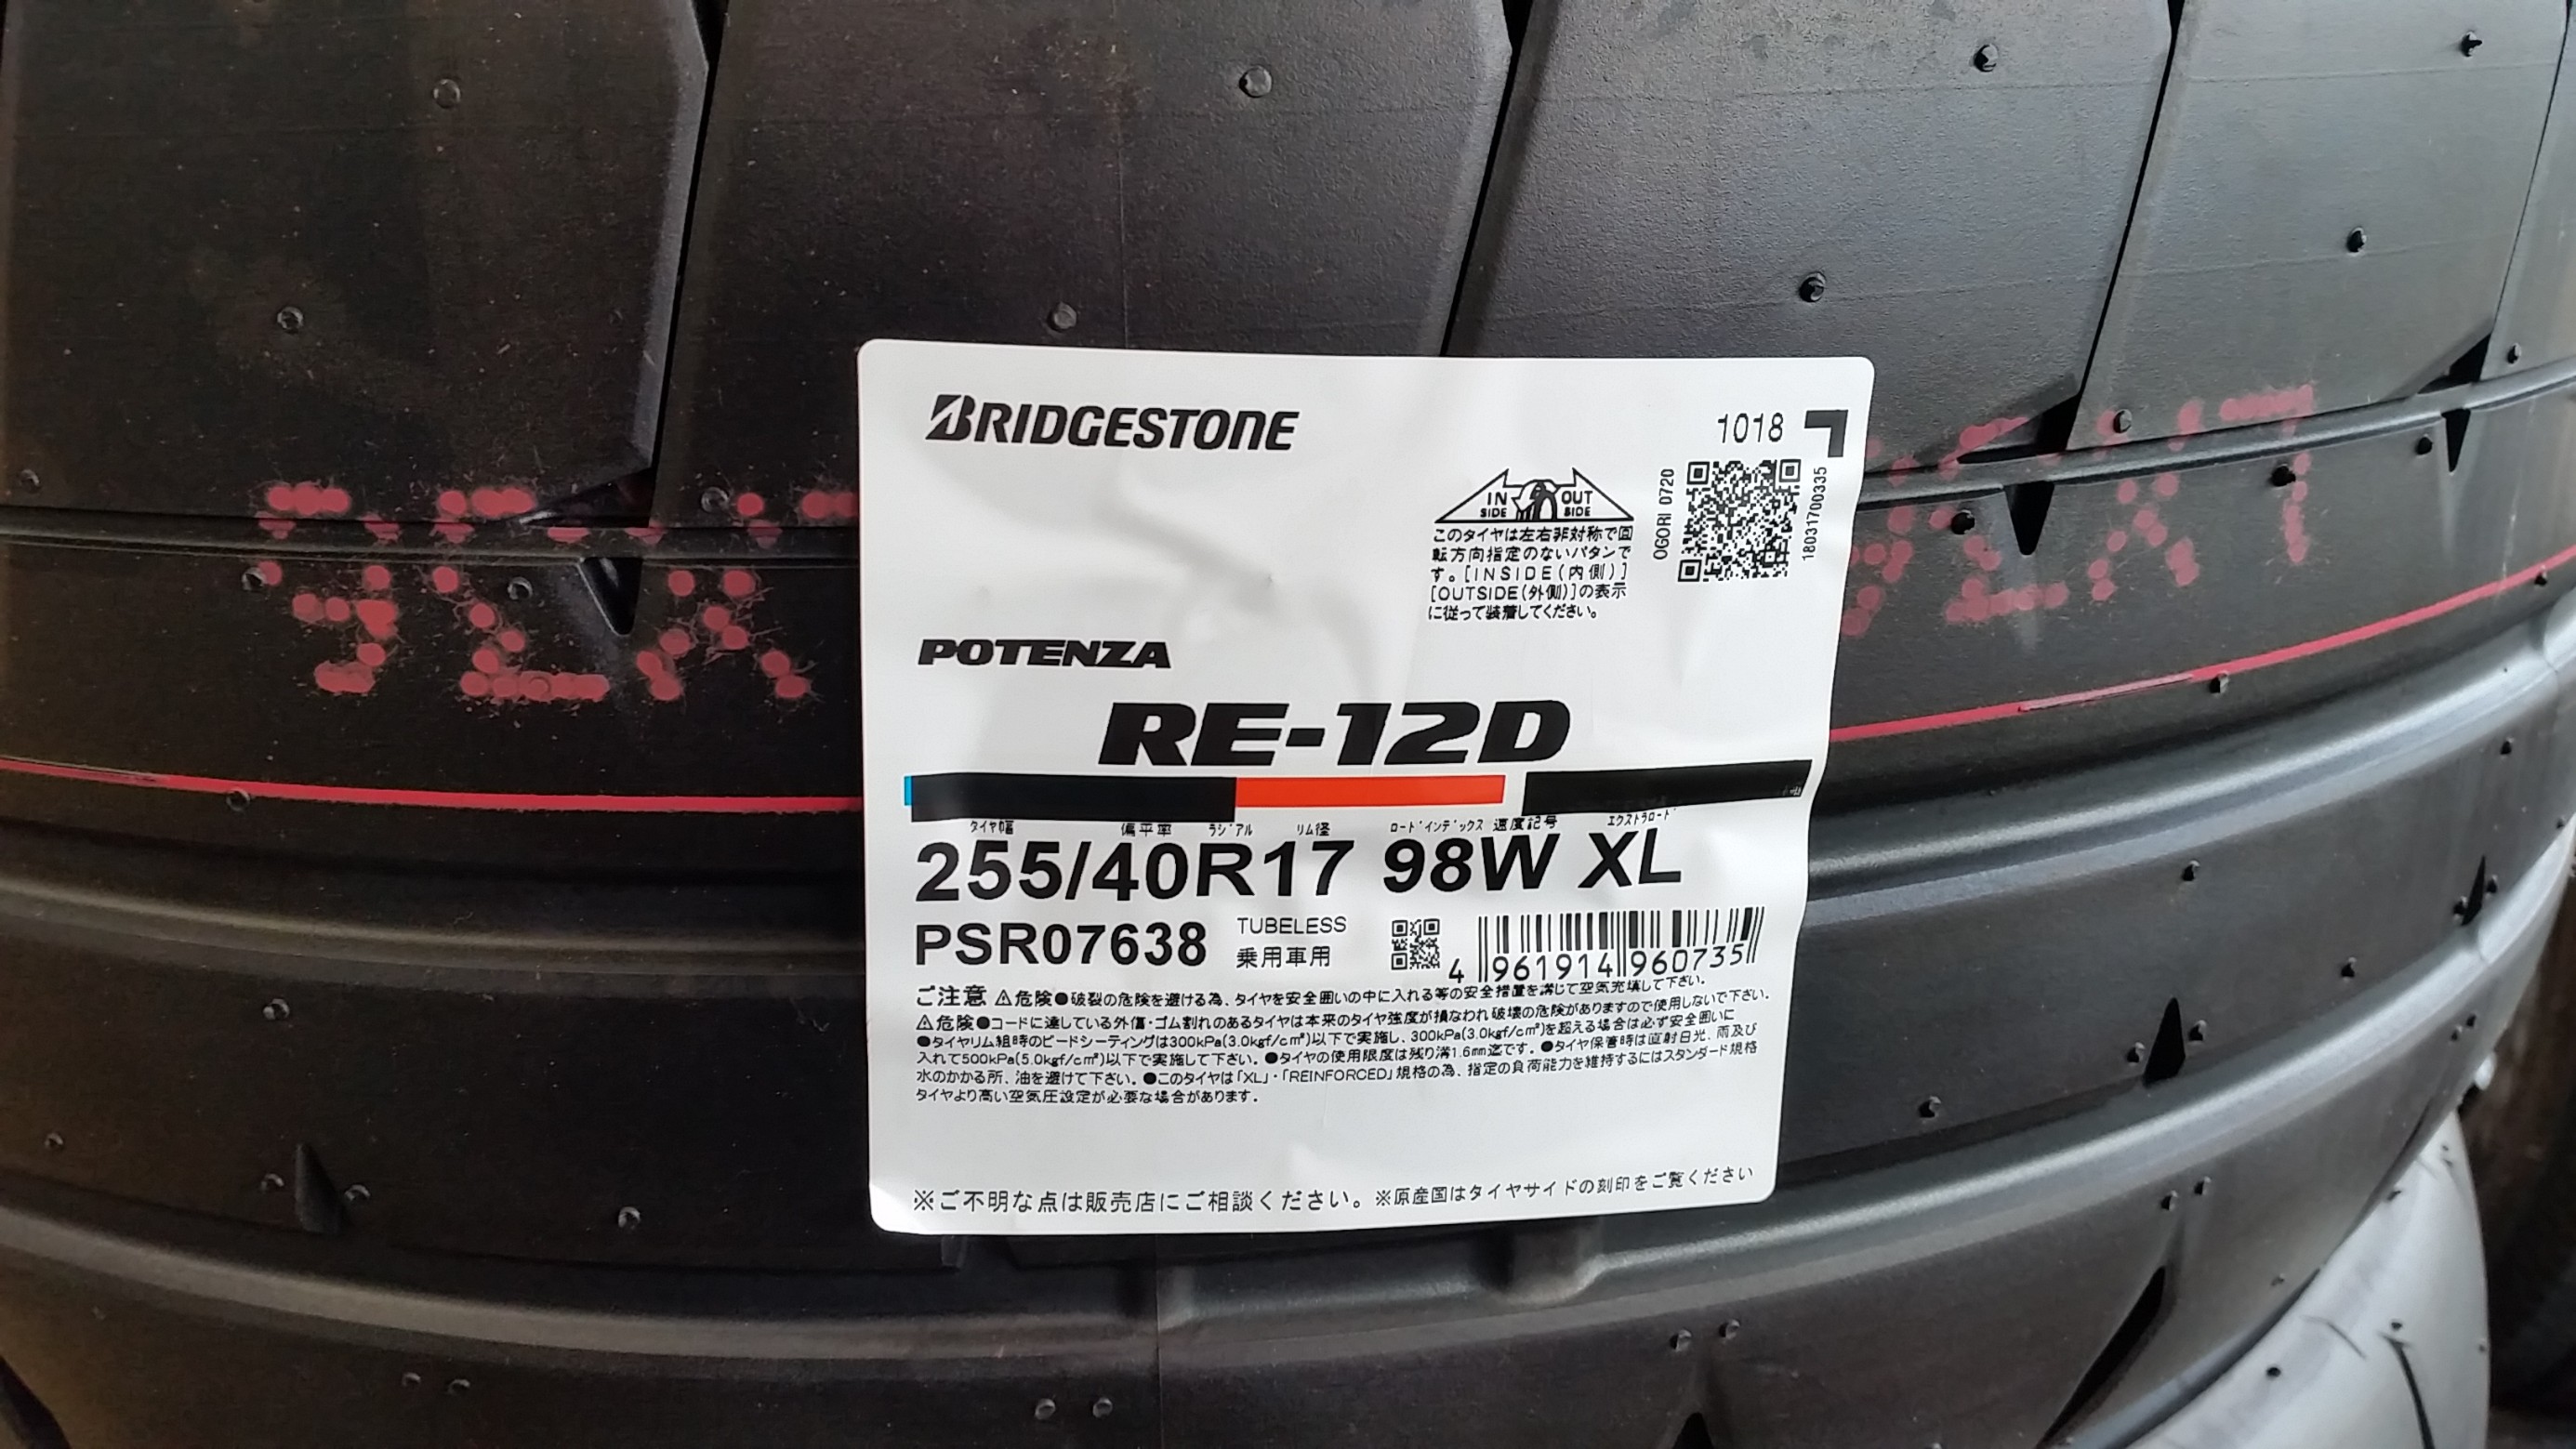 BRIDGESTONE
1018
IN SIDE OUT SIDE
このタイヤは左右非対称で回
転方向指定のないパタンで
す。[INSIDE(内側)]
[OUTSIDE(外側)]の表示
に従って装着してください。
OGORI 0720
1803170033５
POTENZA
RE-12D
タイヤ巾 偏平率 ラジアル リム径 ロードインデックス 速度記号 エクストラロード
255/40R17 98W XL
PSR07638
TUBELESS
乗用車用
4 961914 960735
ご注意 ⚠危険●破裂の危険を避ける為、タイヤを安全囲いの中に入れる等の安全措置を講じて空気充填して下さい。
⚠危険●コードに達している外傷・ゴム割れのあるタイヤは本来のタイヤ強度が損なわれ破壊の危険がありますので使用しないで下さい。
●タイヤリム組時のビードシーティングは300kPa(3.0kgf/c㎡)以下で実施し、300kPa(3.0kgf/c㎡)を超える場合は必ず安全囲いに
入れて500kPa(5.0kgf/c㎡)以下で実施して下さい。●タイヤの使用限度は残り溝1.6mm迄です。●タイヤ保管時は直射日光、雨及び
水のかかる所、油を避けて下さい。●このタイヤは「XL」・「REINFORCED」規格の為、指定の負荷能力を維持するにはスタンダード規格
タイヤより高い空気圧設定が必要な場合があります。
※ご不明な点は販売店にご相談ください。※原産国はタイヤサイドの刻印をご覧ください